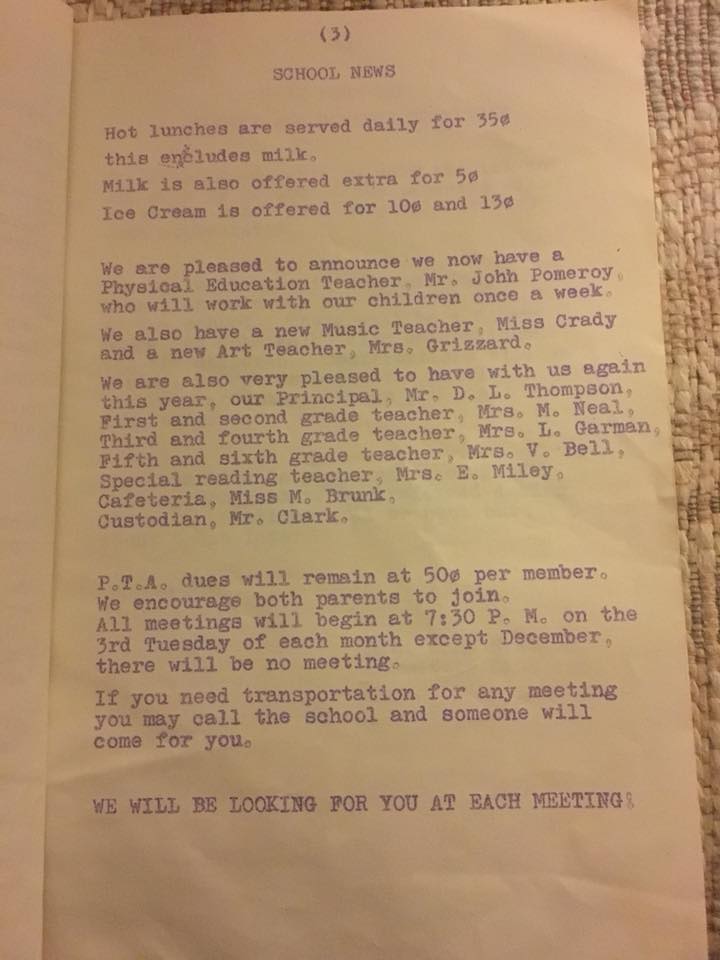 (3)
SCHOOL NEWS
Hot lunches are served daily for 35¢
this encludes milk.
Milk is also offered extra for 5¢
Ice Cream is offered for 10¢ and 13¢
We are pleased to announce we now have a
Physical Education Teacher, Mr. Johh Pomeroy,
who will work with our children once a week.
We also have a new Music Teacher, Miss Crady
and a new Art Teacher, Mrs. Grizzard.
We are also very pleased to have with us again
this year, our Principal, Mr. D. L. Thompson,
First and second grade teacher, Mrs. M. Neal,
Third and fourth grade teacher, Mrs. L. Garman,
Fifth and sixth grade teacher, Mrs. V. Bell,
Special reading teacher, Mrs. E. Miley,
Cafeteria, Miss M. Brunk,
Custodian, Mr. Clark.
P.T.A. dues will remain at 50¢ per member.
We encourage both parents to join.
All meetings will begin at 7:30 P. M. on the
3rd Tuesday of each month except December,
there will be no meeting.
If you need transportation for any meeting
you may call the school and someone will
come for you.
WE WILL BE LOOKING FOR YOU AT EACH MEETING!